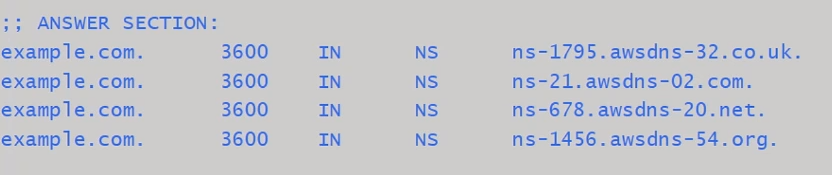 ;; ANSWER SECTION:
example.com. 3600 IN NS ns-1795.awsdns-32.co.uk.
example.com. 3600 IN NS ns-21.awsdns-02.com.
example.com. 3600 IN NS ns-678.awsdns-20.net.
example.com. 3600 IN NS ns-1456.awsdns-54.org.